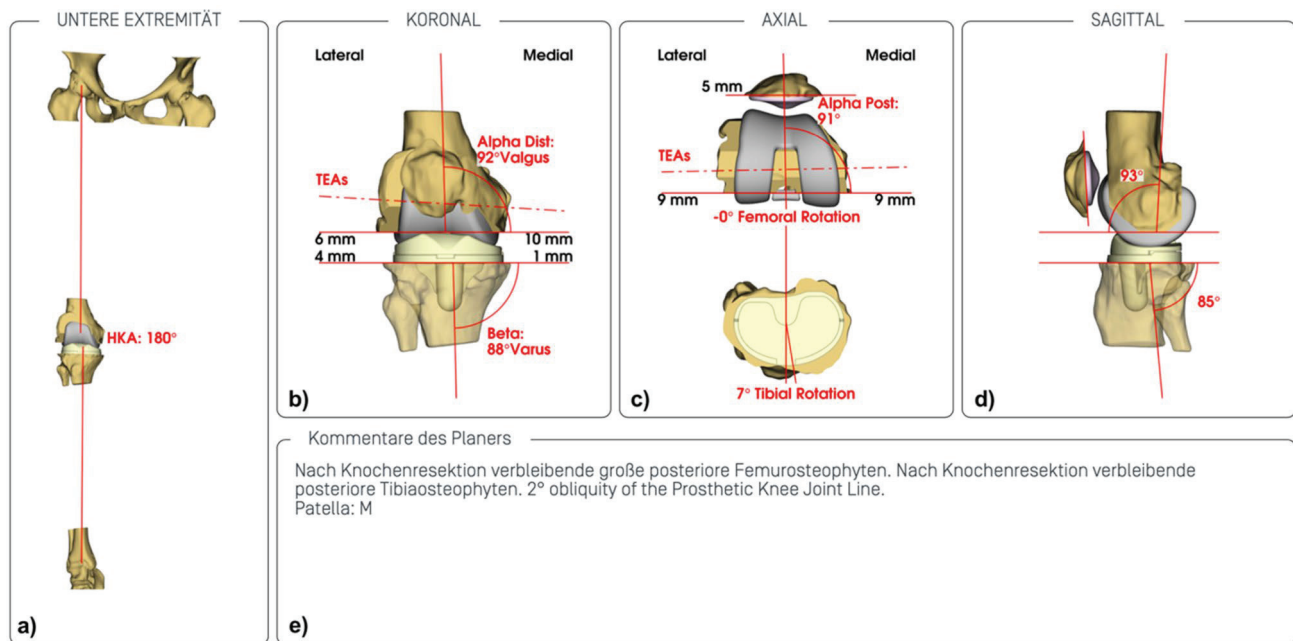 UNTERE EXTREMITÄT
HKA: 180°
a)
KORONAL
Lateral
Medial
Alpha Dist:
92°Valgus
TEAs
6 mm
10 mm
4 mm
1 mm
Beta:
88°Varus
b)
AXIAL
Lateral
Medial
5 mm
Alpha Post:
91°
TEAs
9 mm
9 mm
-0° Femoral Rotation
7° Tibial Rotation
c)
SAGITTAL
93°
85°
d)
Kommentare des Planers
Nach Knochenresektion verbleibende große posteriore Femurosteophyten. Nach Knochenresektion verbleibende
posteriore Tibiaosteophyten. 2° obliquity of the Prosthetic Knee Joint Line.
Patella: M
e)